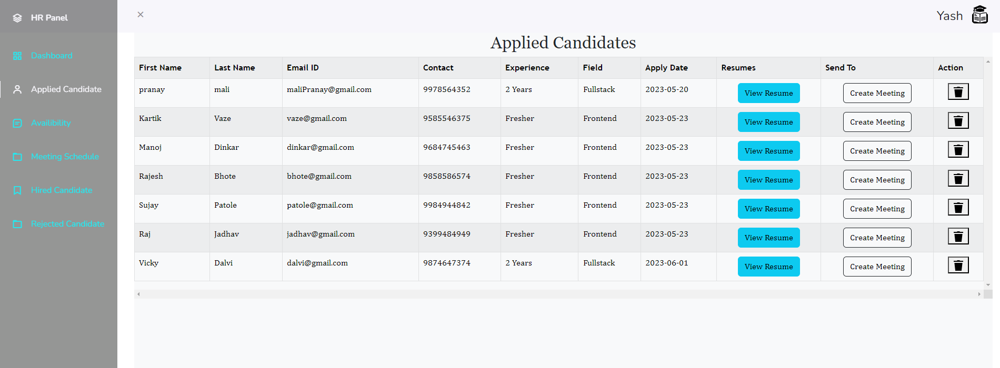 HR Panel
×
Yash
Dashboard
Applied Candidate
Availibility
Meeting Schedule
Hired Candidate
Rejected Candidate
Applied Candidates
First Name Last Name Email ID Contact Experience Field Apply Date Resumes Send To Action
pranay mali maliPranay@gmail.com 9978564352 2 Years Fullstack 2023-05-20 View Resume Create Meeting
Kartik Vaze vaze@gmail.com 9585546375 Fresher Frontend 2023-05-23 View Resume Create Meeting
Manoj Dinkar dinkar@gmail.com 9684745463 Fresher Frontend 2023-05-23 View Resume Create Meeting
Rajesh Bhote bhote@gmail.com 9858586574 Fresher Frontend 2023-05-23 View Resume Create Meeting
Sujay Patole patole@gmail.com 9984944842 Fresher Frontend 2023-05-23 View Resume Create Meeting
Raj Jadhav jadhav@gmail.com 9399484949 Fresher Frontend 2023-05-23 View Resume Create Meeting
Vicky Dalvi dalvi@gmail.com 9874647374 2 Years Fullstack 2023-06-01 View Resume Create Meeting